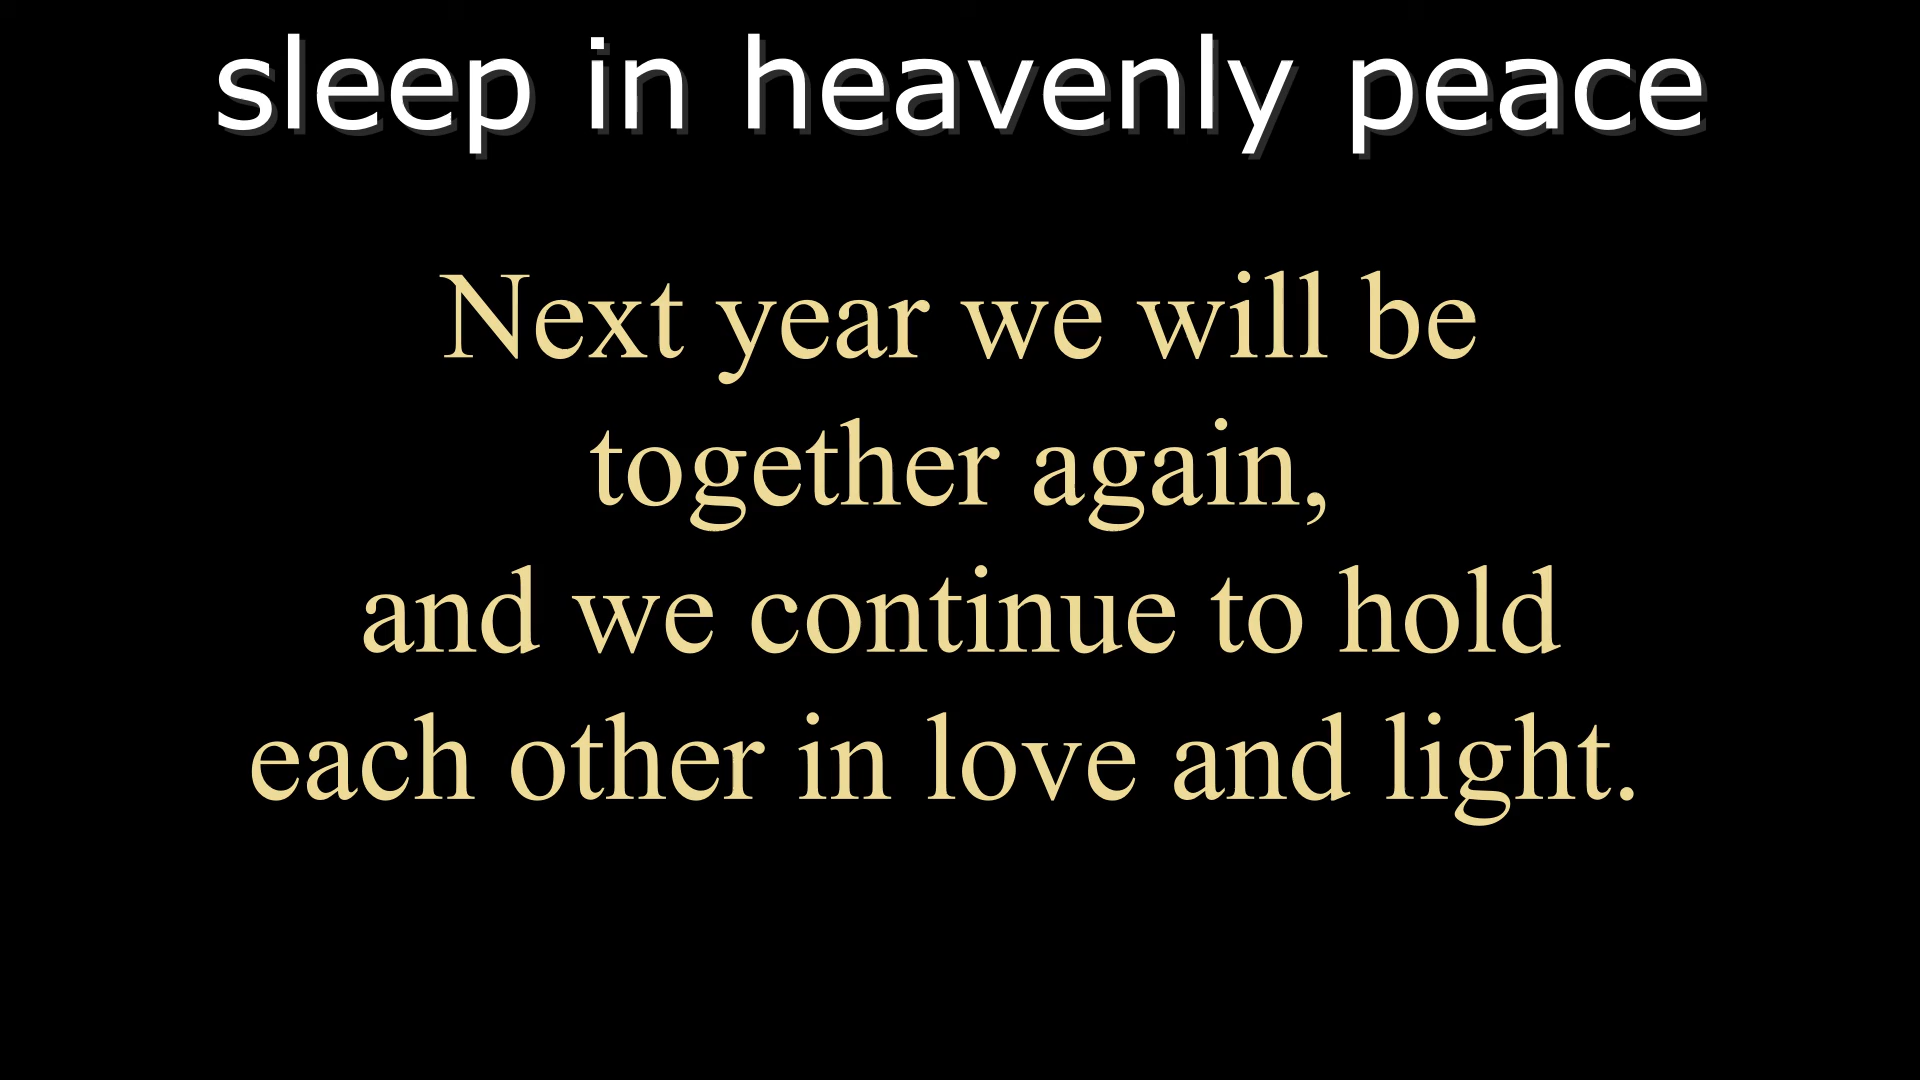 sleep in heavenly peace
Next year we will be
together again,
and we continue to hold
each other in love and light.